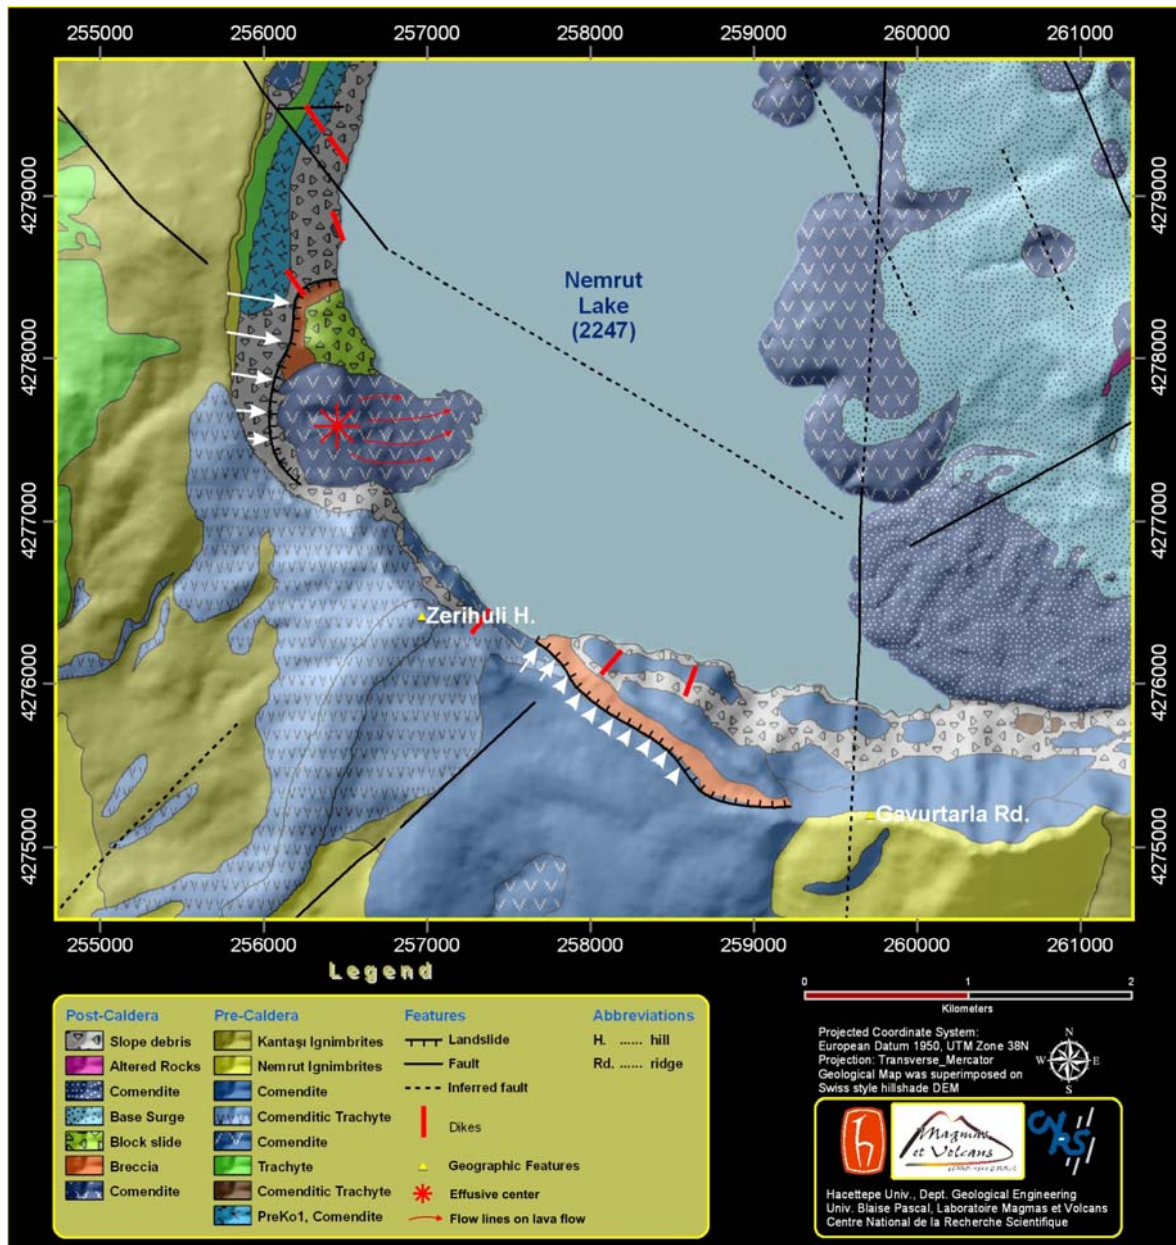 255000 256000 257000 258000 259000 260000 261000
4279000
4278000
4277000
4276000
4275000
4279000
4278000
4277000
4276000
4275000
Nemrut
Lake
(2247)
Zerihuli H.
Gavurtarla Rd.
255000 256000 257000 258000 259000 260000 261000
Legend
Post-Caldera
Slope debris
Altered Rocks
Comendite
Base Surge
Block slide
Breccia
Comendite
Pre-Caldera
Kantaşı Ignimbrites
Nemrut Ignimbrites
Comendite
Comenditic Trachyte
Comendite
Trachyte
Comenditic Trachyte
PreKo1, Comendite
Features
Landslide
Fault
Inferred fault
Dikes
Geographic Features
Effusive center
Flow lines on lava flow
Abbreviations
H. ...... hill
Rd. ...... ridge
0 1 2
Kilometers
Projected Coordinate System:
European Datum 1950, UTM Zone 38N
Projection: Transverse_Mercator
Geological Map was superimposed on
Swiss style hillshade DEM
N
W E
S
Magmas
et Volcans
CNRS
Hacettepe Univ., Dept. Geological Engineering
Univ. Blaise Pascal, Laboratoire Magmas et Volcans
Centre National de la Recherche Scientifique